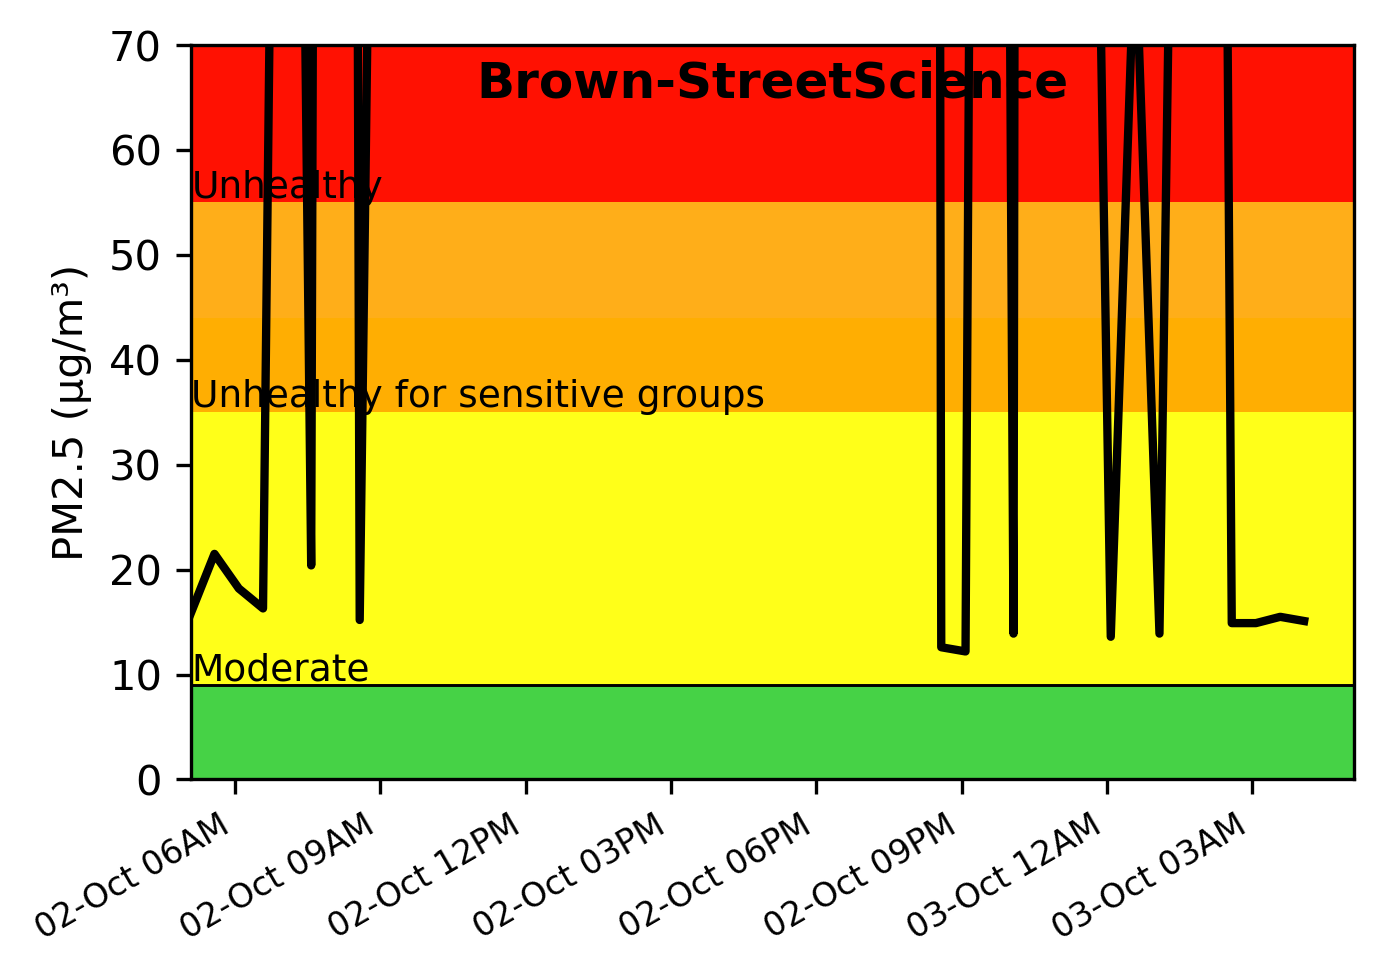 Brown-StreetScience
PM2.5 (µg/m³)
70
60
Unhealthy
50
40
Unhealthy for sensitive groups
30
20
10
Moderate
0
02-Oct 06AM
02-Oct 09AM
02-Oct 12PM
02-Oct 03PM
02-Oct 06PM
02-Oct 09PM
03-Oct 12AM
03-Oct 03AM